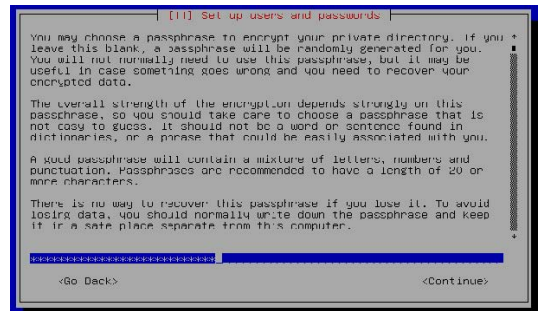 [!!] Set up users and passwords
You may choose a passphrase to encrypt your private directory. If you
leave this blank, a passphrase will be randomly generated for you.
You will not normally need to use this passphrase, but it may be
useful in case something goes wrong and you need to recover your
encrypted data.
The overall strength of the encryption depends strongly on this
passphrase, so you should take care to choose a passphrase that is
not easy to guess. It should not be a word or sentence found in
dictionaries, or a phrase that could be easily associated with you.
A good passphrase will contain a mixture of letters, numbers and
punctuation. Passphrases are recommended to have a length of 20 or
more characters.
There is no way to recover this passphrase if you lose it. To avoid
losing data, you should normally write down the passphrase and keep
it in a safe place separate from this computer.
<Go Back> <Continue>